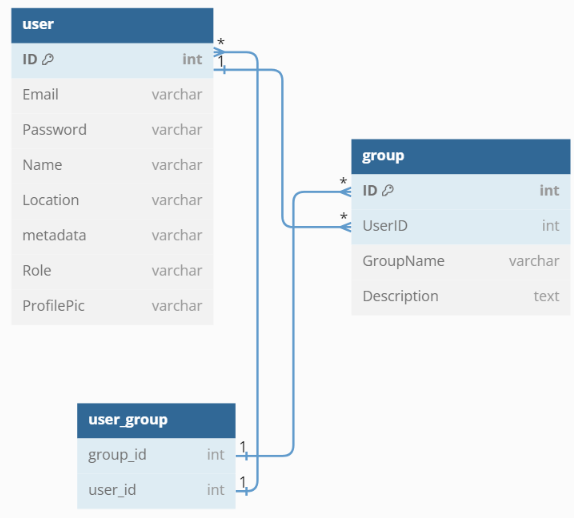 user
ID int
Email varchar
Password varchar
Name varchar
Location varchar
metadata varchar
Role varchar
ProfilePic varchar
*
1
group
ID int
UserID int
GroupName varchar
Description text
*
*
user_group
group_id int
user_id int
1
1